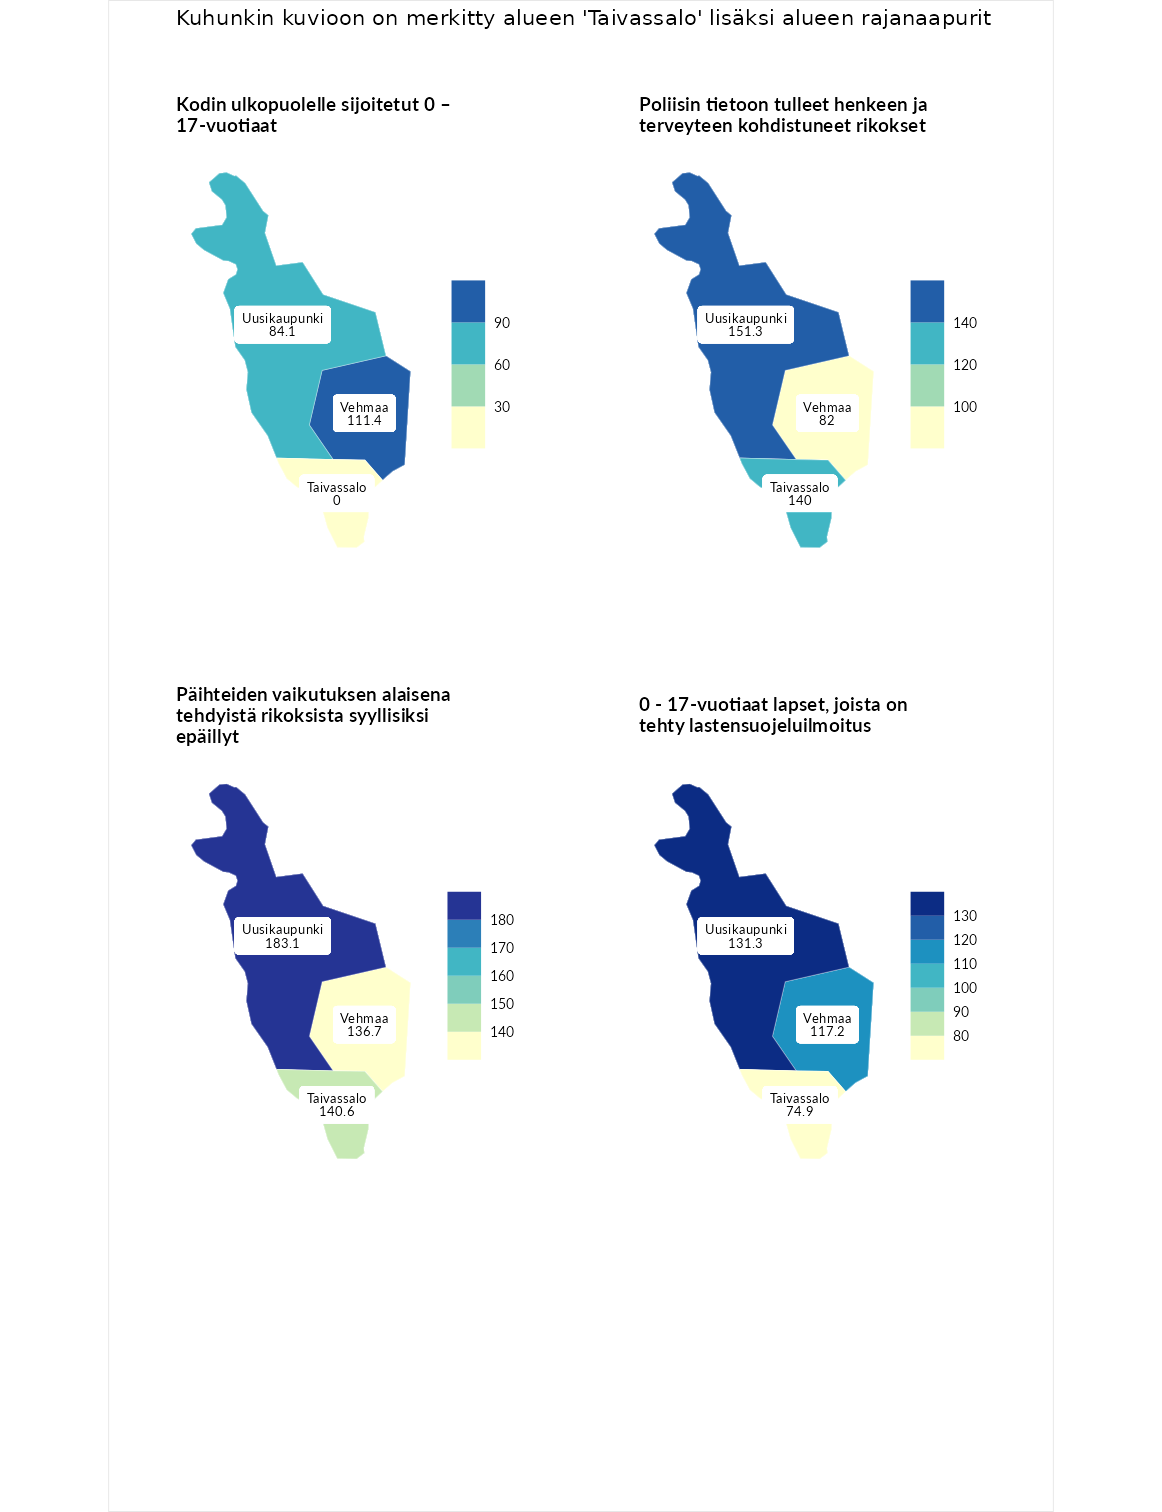 Kuhunkin kuvioon on merkitty alueen 'Taivassalo' lisäksi alueen rajanaapurit
Kodin ulkopuolelle sijoitetut 0 –
17-vuotiaat
Uusikaupunki
84.1
Vehmaa
111.4
Taivassalo
0
90
60
30
Poliisin tietoon tulleet henkeen ja
terveyteen kohdistuneet rikokset
Uusikaupunki
151.3
Vehmaa
82
Taivassalo
140
140
120
100
Päihteiden vaikutuksen alaisena
tehdyistä rikoksista syyllisiksi
epäillyt
Uusikaupunki
183.1
Vehmaa
136.7
Taivassalo
140.6
180
170
160
150
140
0 - 17-vuotiaat lapset, joista on
tehty lastensuojeluilmoitus
Uusikaupunki
131.3
Vehmaa
117.2
Taivassalo
74.9
130
120
110
100
90
80